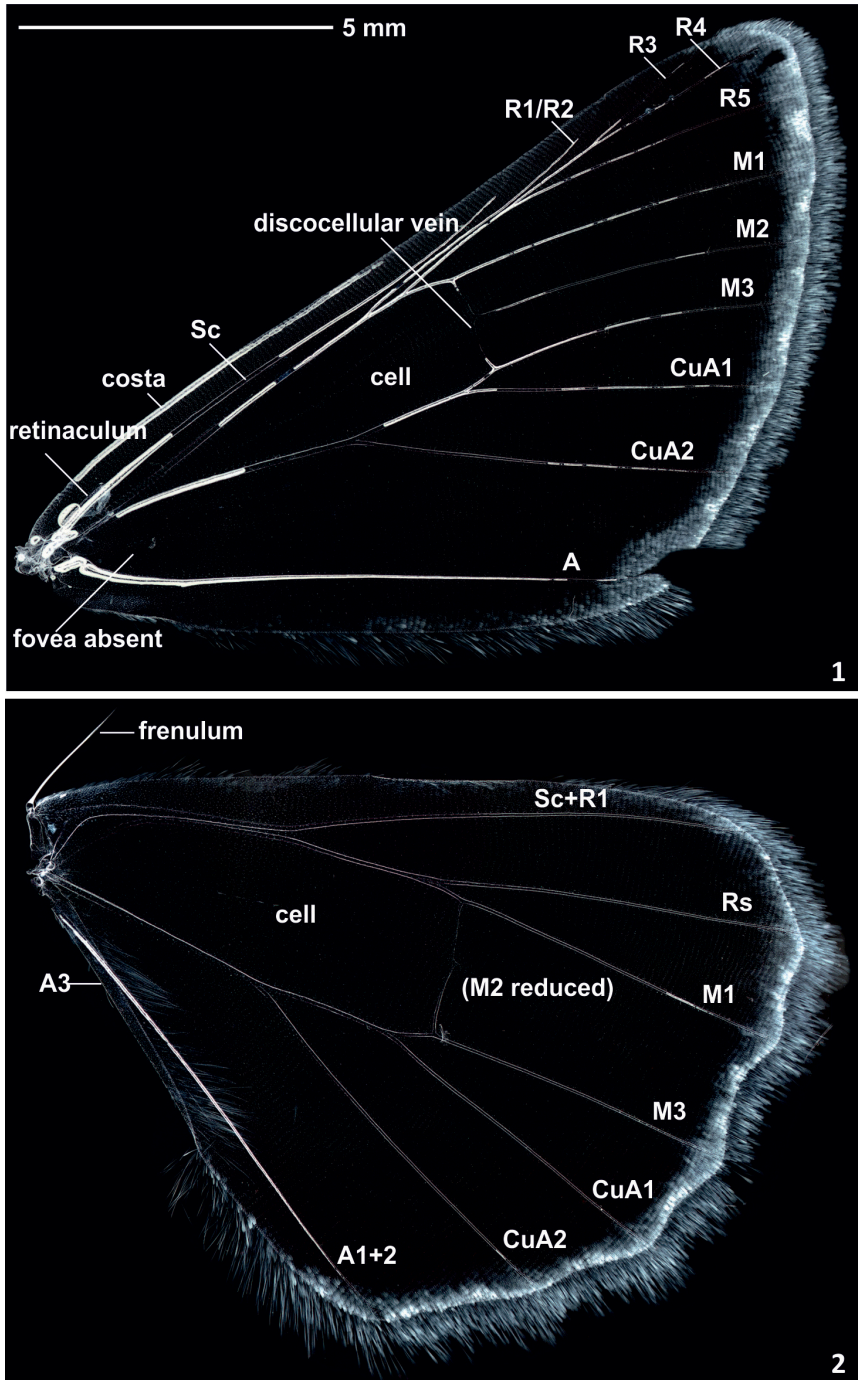 5 mm
R3
R4
R5
R1/R2
M1
discocellular vein
M2
M3
Sc
costa
cell
CuA1
retinaculum
CuA2
A
fovea absent
1
frenulum
Sc+R1
cell
Rs
A3
(M2 reduced)
M1
M3
CuA1
CuA2
A1+2
2